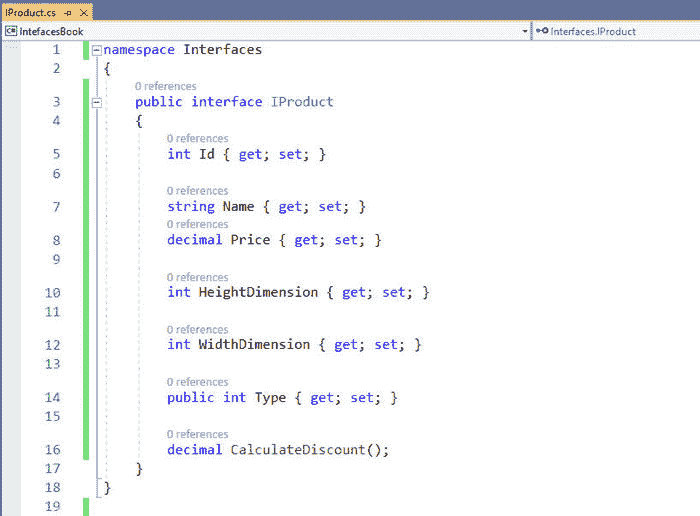 IProduct.cs
IntefacesBook
Interfaces.IProduct
1 namespace Interfaces
2 {
0 references
3 public interface IProduct
4 {
0 references
5 int Id { get; set; }
6
0 references
7 string Name { get; set; }
0 references
8 decimal Price { get; set; }
9
0 references
10 int HeightDimension { get; set; }
11
0 references
12 int WidthDimension { get; set; }
13
0 references
14 public int Type { get; set; }
15
0 references
16 decimal CalculateDiscount();
17 }
18 }
19